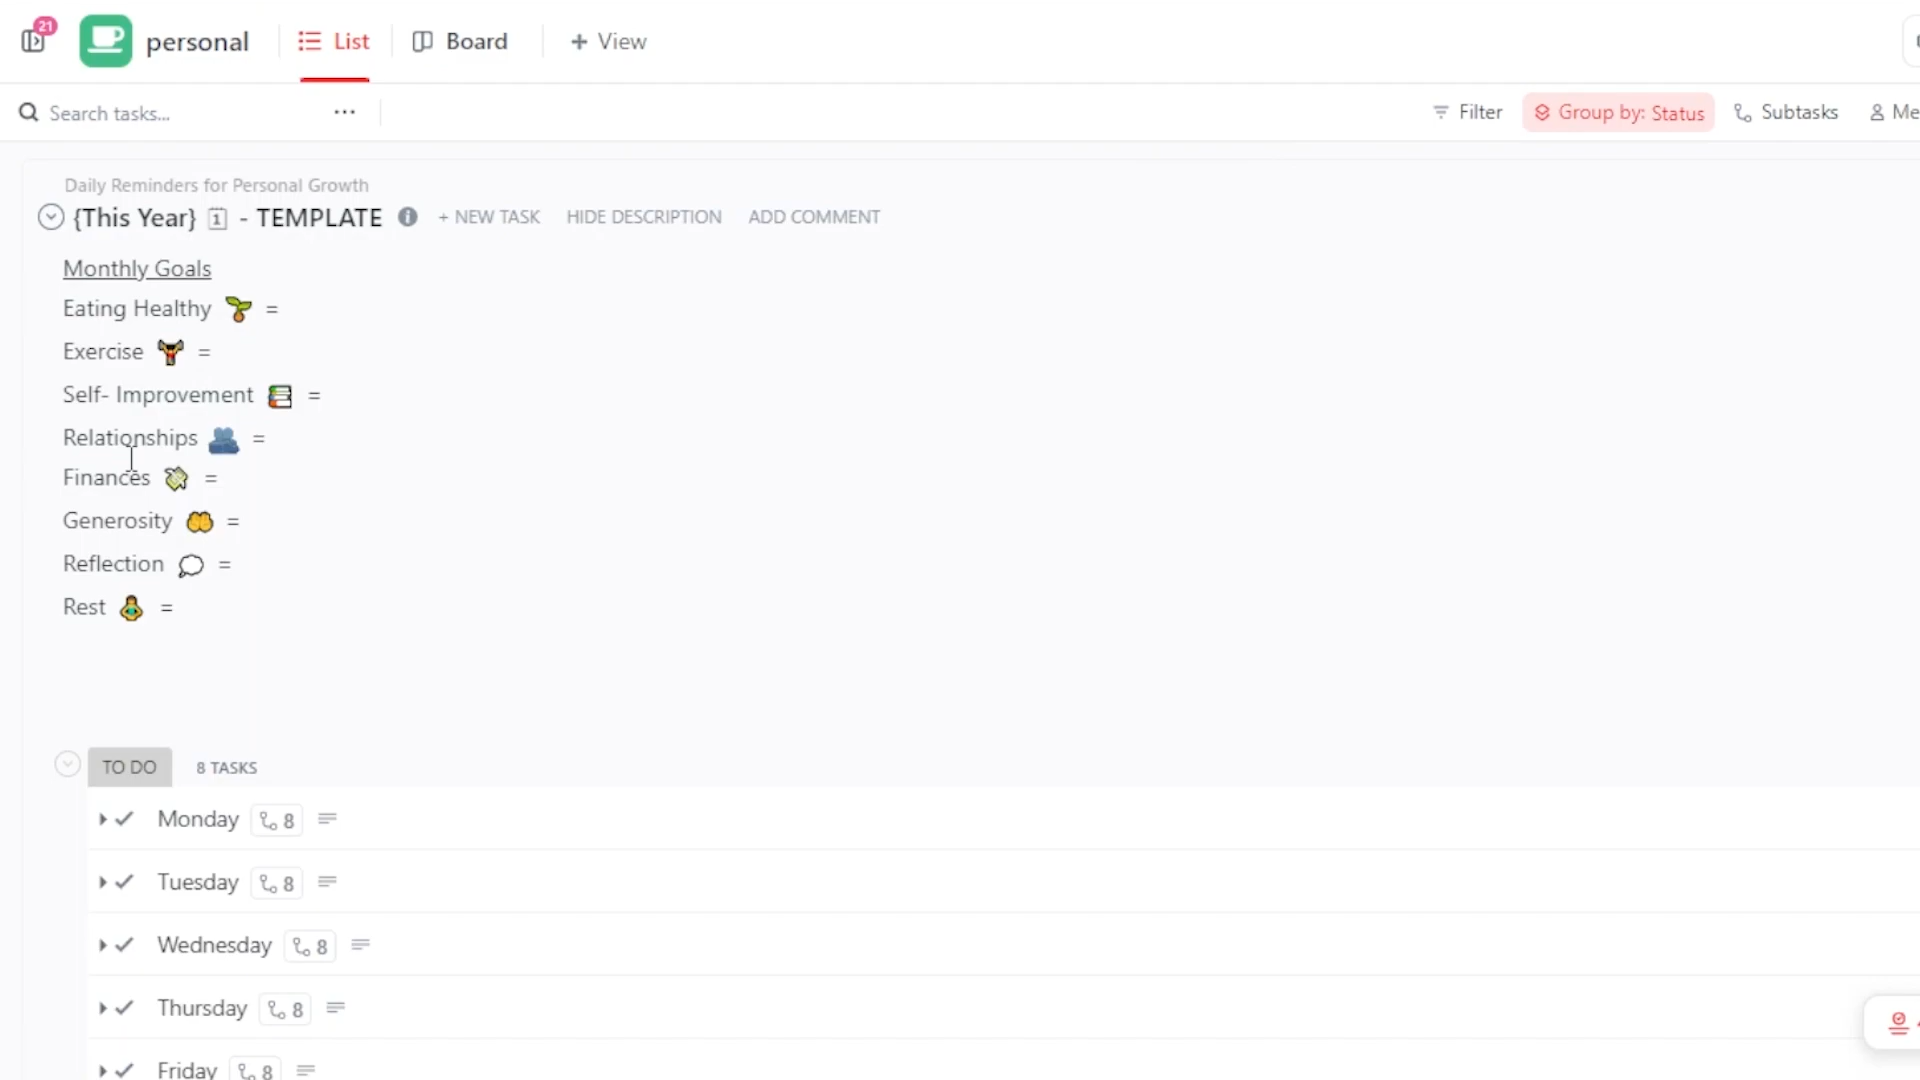 21
personal
List
Board
+ View
Search tasks...
Filter
Group by: Status
Subtasks
Me
Daily Reminders for Personal Growth
{This Year} 1 - TEMPLATE
+ NEW TASK
HIDE DESCRIPTION
ADD COMMENT
Monthly Goals
Eating Healthy =
Exercise =
Self- Improvement =
Relationships =
Finances =
Generosity =
Reflection =
Rest =
TO DO
8 TASKS
Monday 8
Tuesday 8
Wednesday 8
Thursday 8
Friday 8